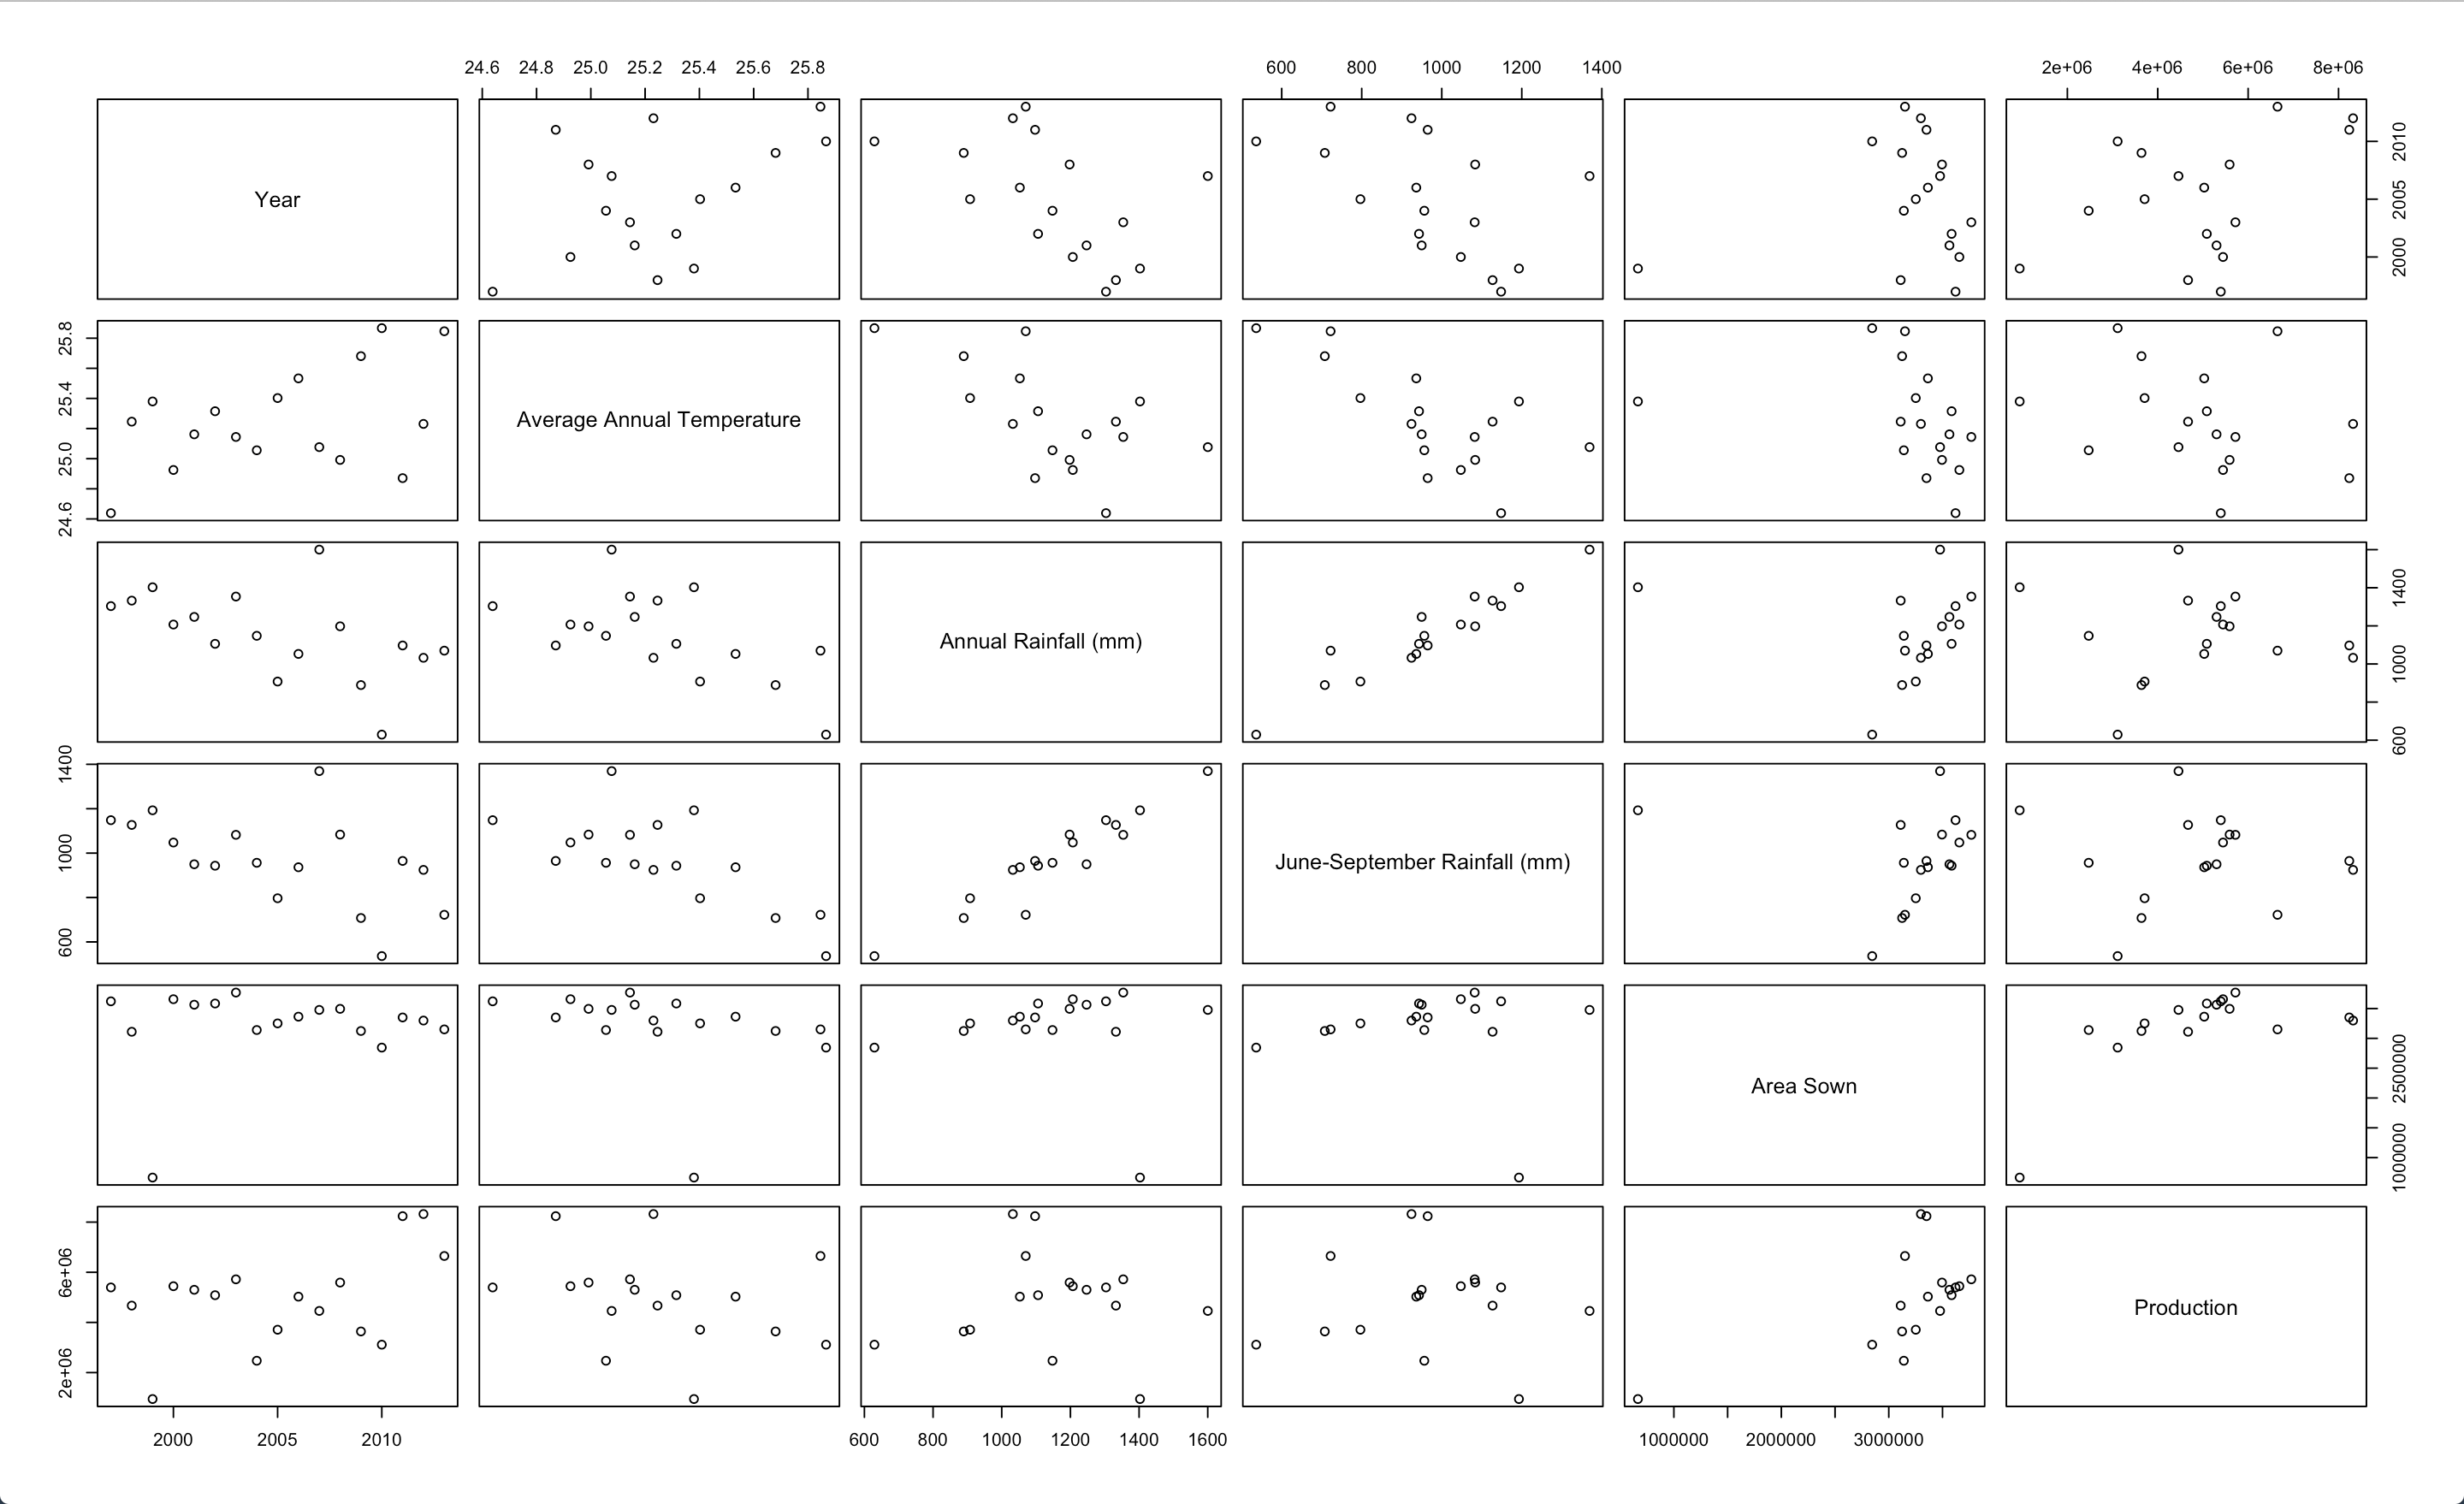 24.6 24.8 25.0 25.2 25.4 25.6 25.8
600 800 1000 1200 1400
2e+06 4e+06 6e+06 8e+06
Year
2000 2005 2010
24.6 25.0 25.4 25.8
Average Annual Temperature
Annual Rainfall (mm)
600 1000 1400
600 1000 1400
June-September Rainfall (mm)
Area Sown
1000000 2500000
2e+06 6e+06
Production
2000 2005 2010
600 800 1000 1200 1400 1600
1000000 2000000 3000000